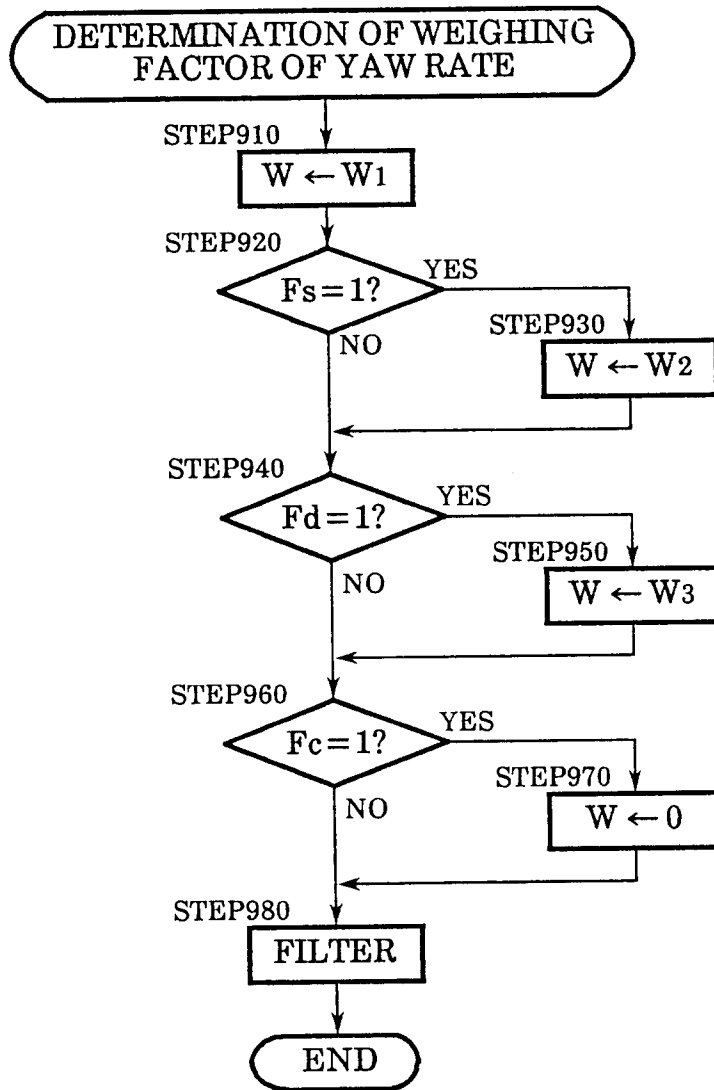 DETERMINATION OF WEIGHING
FACTOR OF YAW RATE
STEP910
W ← W1
STEP920
Fs=1?
YES
NO
STEP930
W ← W2
STEP940
Fd=1?
YES
NO
STEP950
W ← W3
STEP960
Fc=1?
YES
NO
STEP970
W ← 0
STEP980
FILTER
END